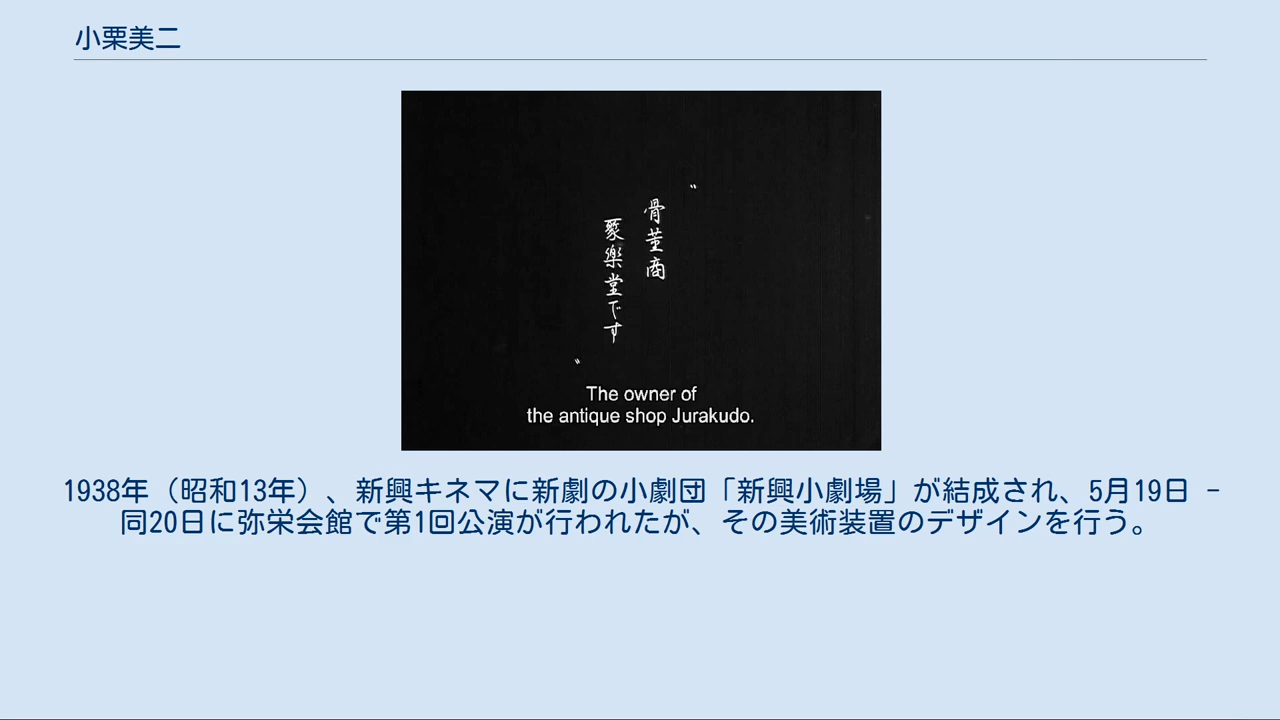 小栗美二
〝
骨董商
聚樂堂です
〟
The owner of
the antique shop Jurakudo.
1938年（昭和13年）、新興キネマに新劇の小劇団「新興小劇場」が結成され、5月19日 -
同20日に弥栄会館で第1回公演が行われたが、その美術装置のデザインを行う。